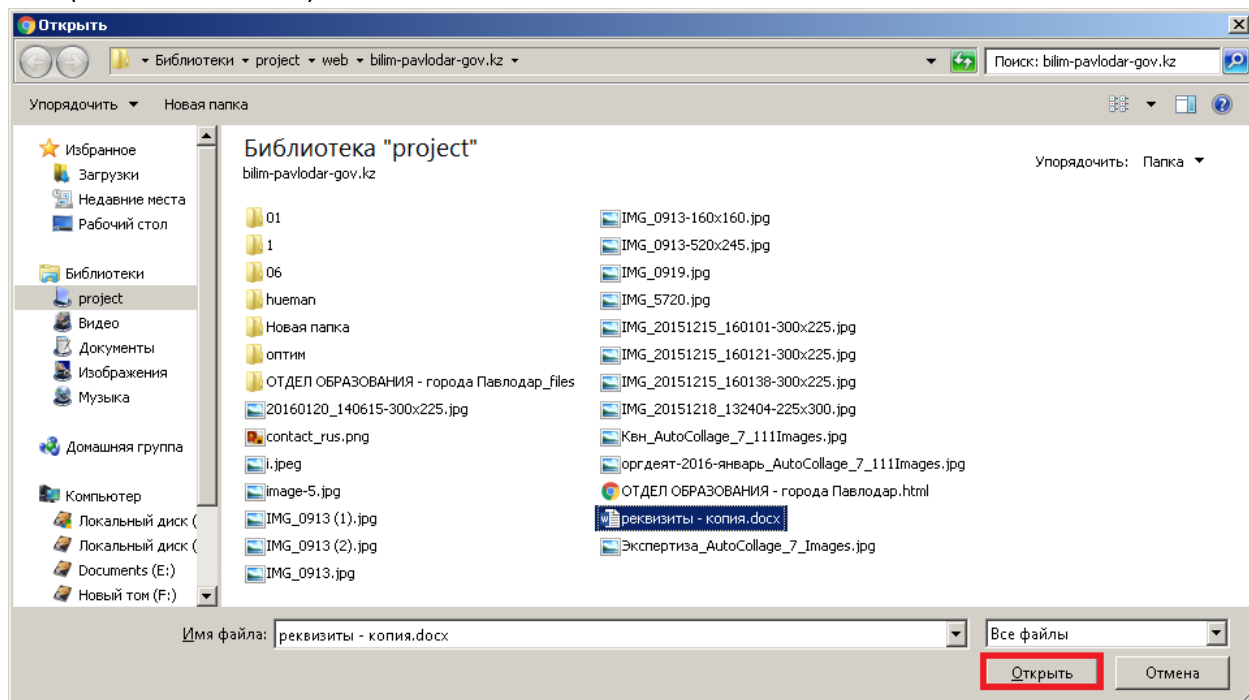 Открыть
Библиотеки project web bilim-pavlodar-gov.kz
Поиск: bilim-pavlodar-gov.kz
Упорядочить Новая папка
Избранное
Загрузки
Недавние места
Рабочий стол
Библиотеки
project
Видео
Документы
Изображения
Музыка
Домашняя группа
Компьютер
Локальный диск (
Локальный диск (
Documents (E:)
Новый том (F:)
Библиотека "project"
bilim-pavlodar-gov.kz
Упорядочить: Папка
01
1
06
hueman
Новая папка
оптим
ОТДЕЛ ОБРАЗОВАНИЯ - города Павлодар_files
20160120_140615-300x225.jpg
contact_rus.png
i.jpeg
image-5.jpg
IMG_0913 (1).jpg
IMG_0913 (2).jpg
IMG_0913.jpg
IMG_0913-160x160.jpg
IMG_0913-520x245.jpg
IMG_0919.jpg
IMG_5720.jpg
IMG_20151215_160101-300x225.jpg
IMG_20151215_160121-300x225.jpg
IMG_20151215_160138-300x225.jpg
IMG_20151218_132404-225x300.jpg
Квн_AutoCollage_7_111Images.jpg
оргдеят-2016-январь_AutoCollage_7_111Images.jpg
ОТДЕЛ ОБРАЗОВАНИЯ - города Павлодар.html
реквизиты - копия.docx
Экспертиза_AutoCollage_7_Images.jpg
Имя файла: реквизиты - копия.docx
Все файлы
Открыть Отмена